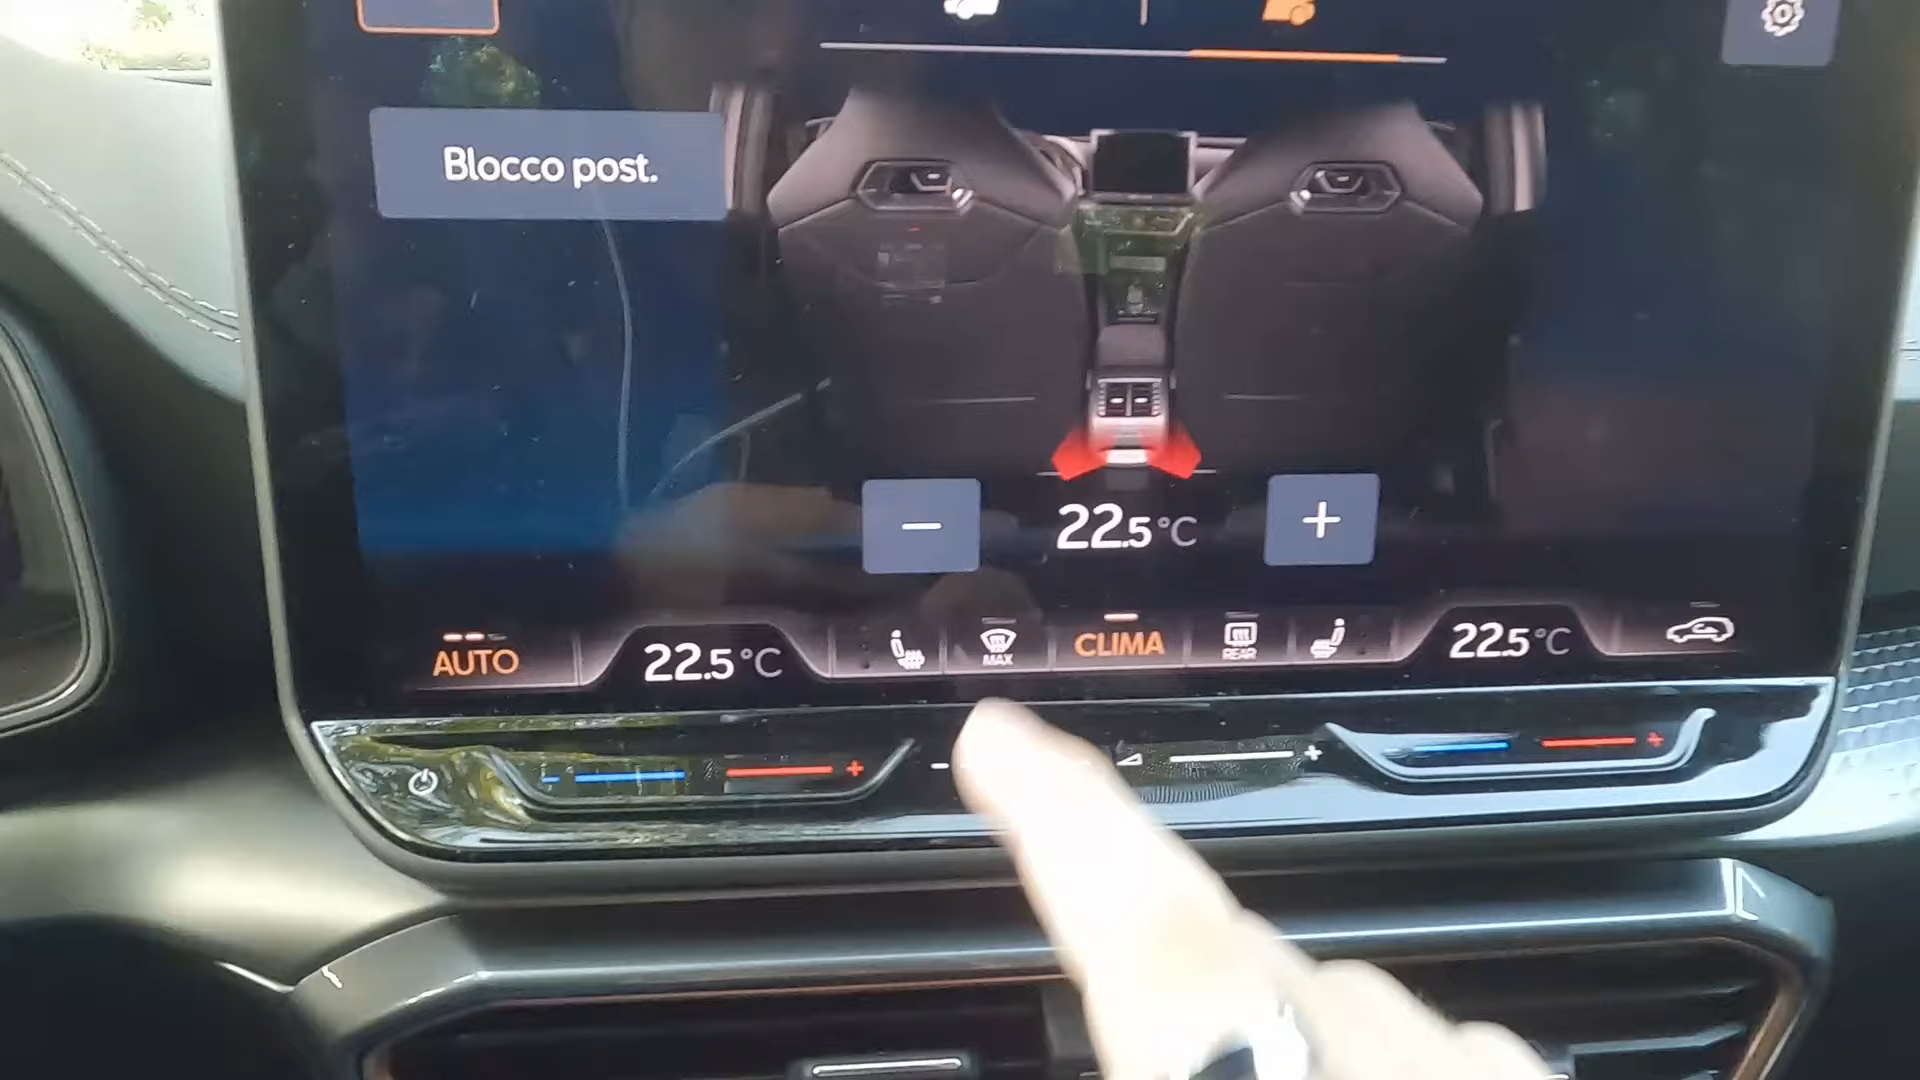 Blocco post.
− 22.5 °C +
AUTO 22.5 °C MAX CLIMA REAR 22.5 °C
− + − + +